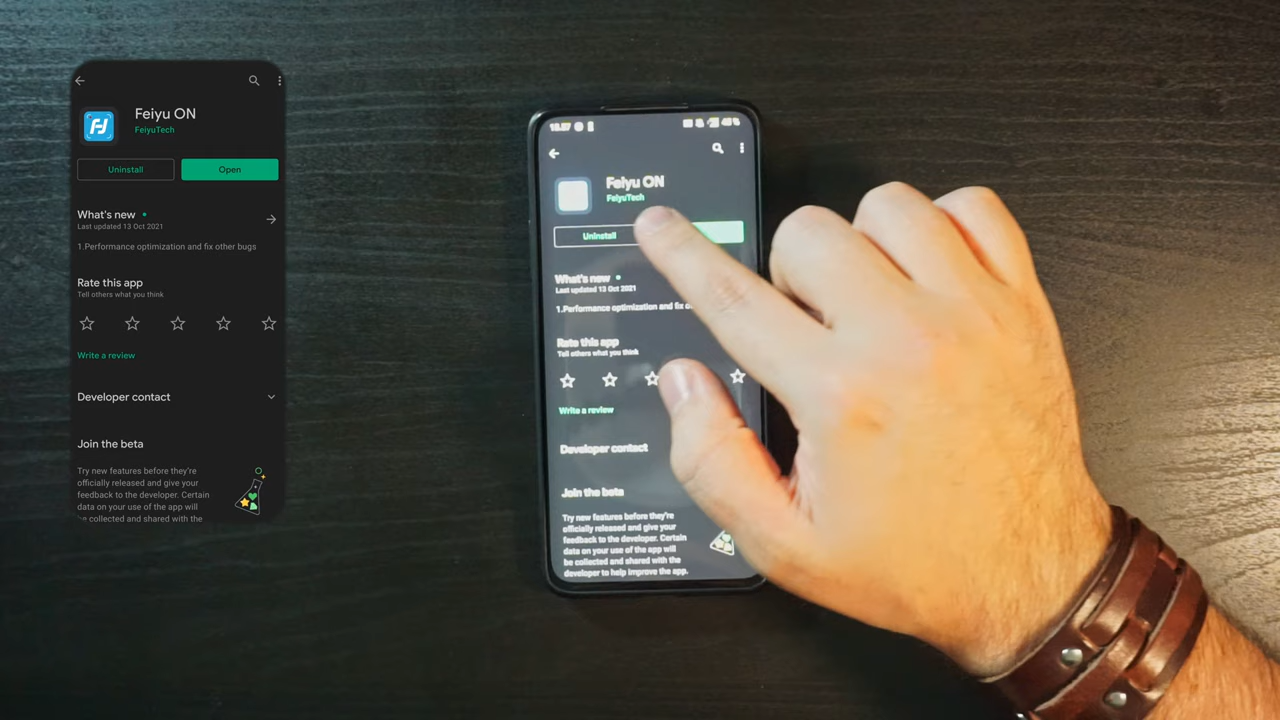 Feiyu ON
FeiyuTech
Uninstall
Open
What's new
Last updated 13 Oct 2021
1.Performance optimization and fix other bugs
Rate this app
Tell others what you think
Write a review
Developer contact
Join the beta
Try new features before they're
officially released and give your
feedback to the developer. Certain
data on your use of the app will
be collected and shared with the
Feiyu ON
FeiyuTech
Uninstall
What's new
Last updated 13 Oct 2021
1.Performance optimization and fix
Rate this app
Tell others what you think
Write a review
Developer contact
Join the beta
Try new features before they're
officially released and give your
feedback to the developer. Certain
data on your use of the app will
be collected and shared with the
developer to help improve the app.